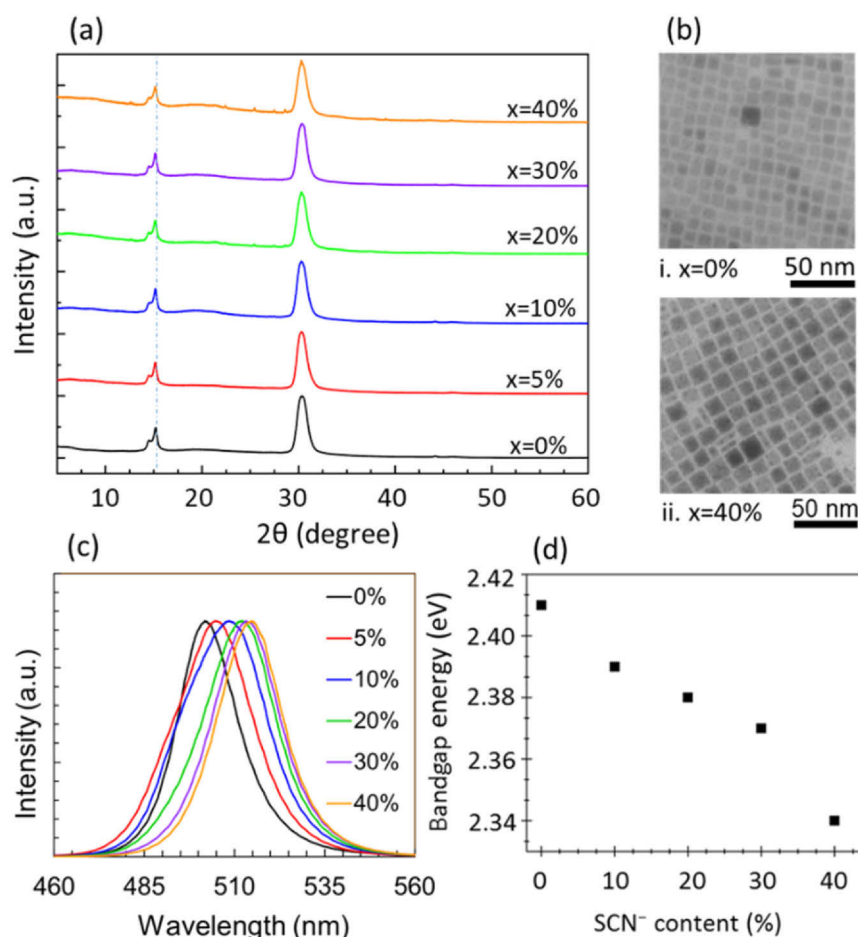 (a)
Intensity (a.u.)
x=40%
x=30%
x=20%
x=10%
x=5%
x=0%
10 20 30 40 50 60
2θ (degree)
(b)
i. x=0% 50 nm
ii. x=40% 50 nm
(c)
Intensity (a.u.)
0%
5%
10%
20%
30%
40%
460 485 510 535 560
Wavelength (nm)
(d)
Bandgap energy (eV)
2.42
2.40
2.38
2.36
2.34
0 10 20 30 40
SCN⁻ content (%)